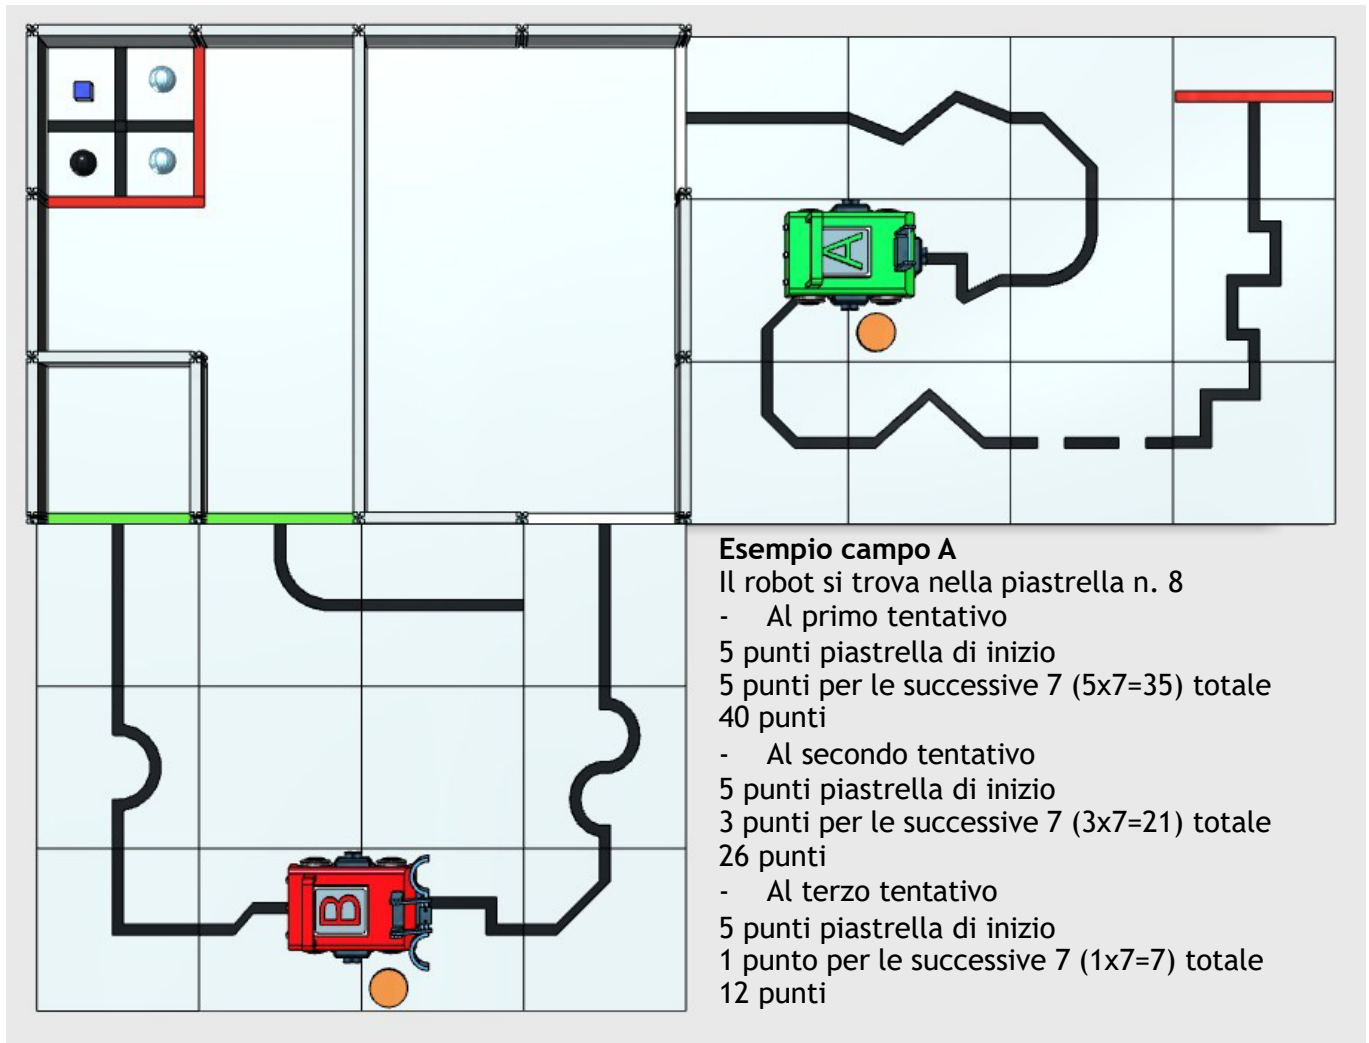 A
B
Esempio campo A
Il robot si trova nella piastrella n. 8
- Al primo tentativo
5 punti piastrella di inizio
5 punti per le successive 7 (5x7=35) totale
40 punti
- Al secondo tentativo
5 punti piastrella di inizio
3 punti per le successive 7 (3x7=21) totale
26 punti
- Al terzo tentativo
5 punti piastrella di inizio
1 punto per le successive 7 (1x7=7) totale
12 punti